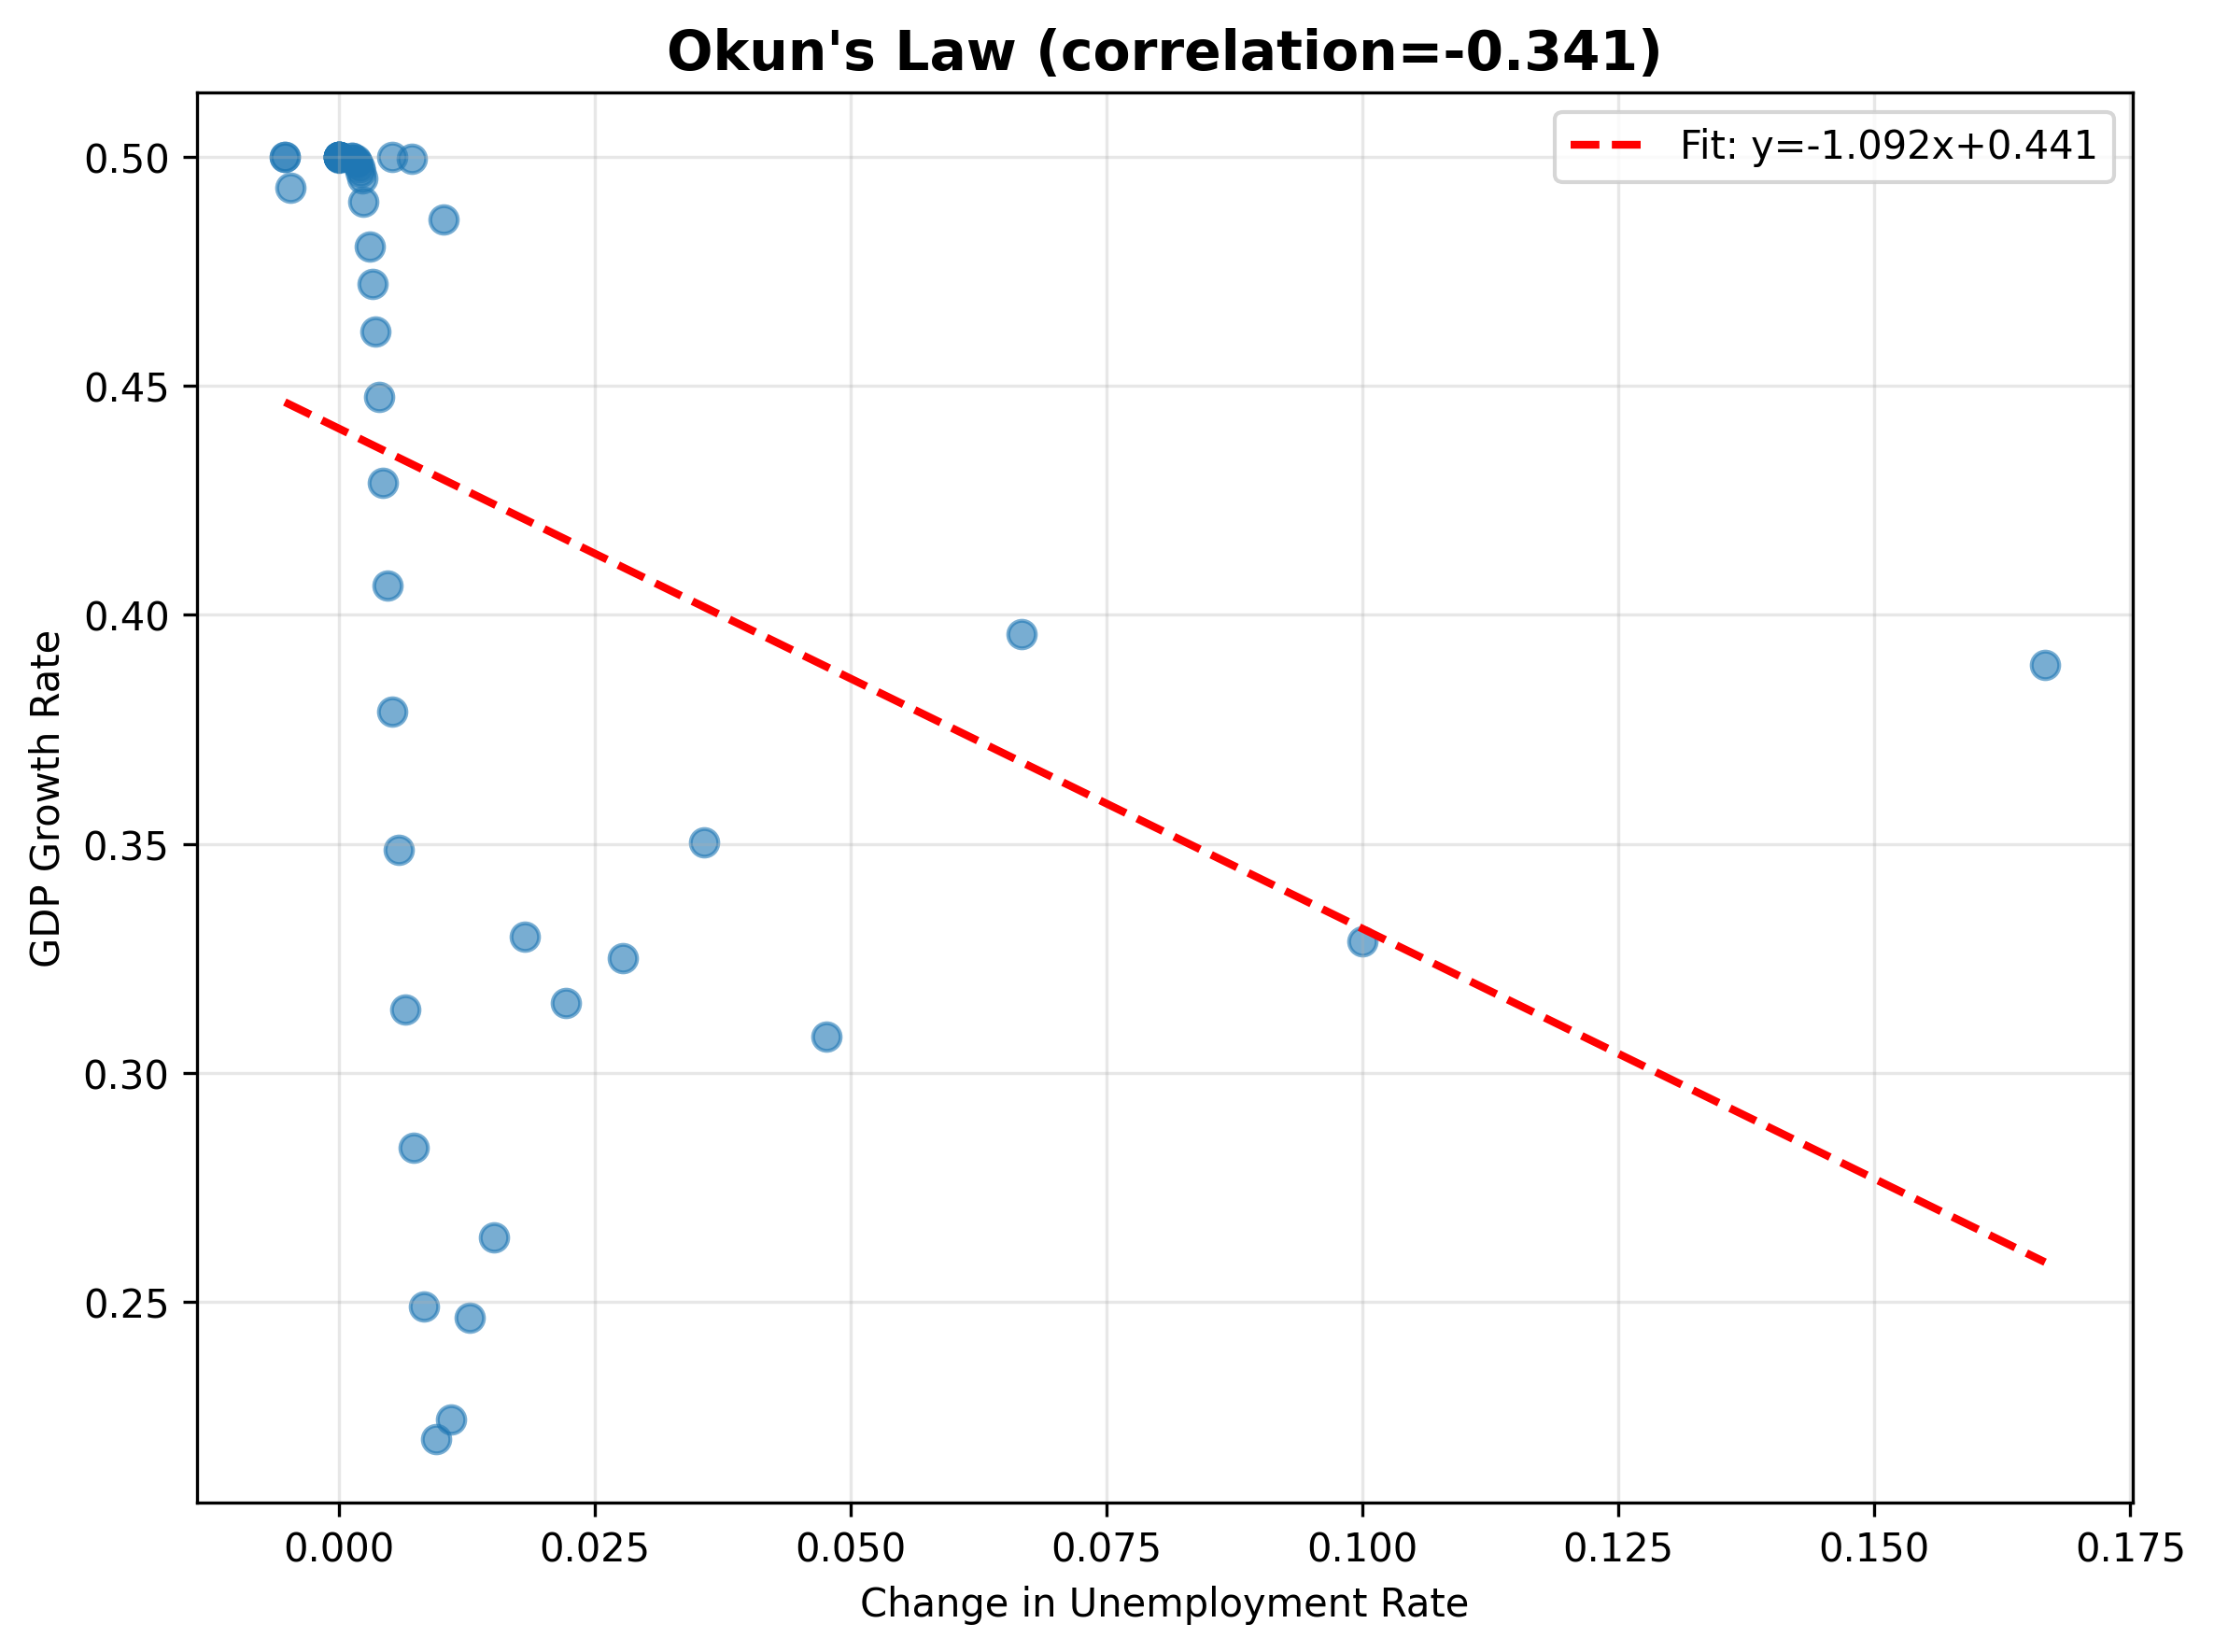 Okun's Law (correlation=-0.341)
Fit: y=-1.092x+0.441
GDP Growth Rate
0.50
0.45
0.40
0.35
0.30
0.25
0.000 0.025 0.050 0.075 0.100 0.125 0.150 0.175
Change in Unemployment Rate